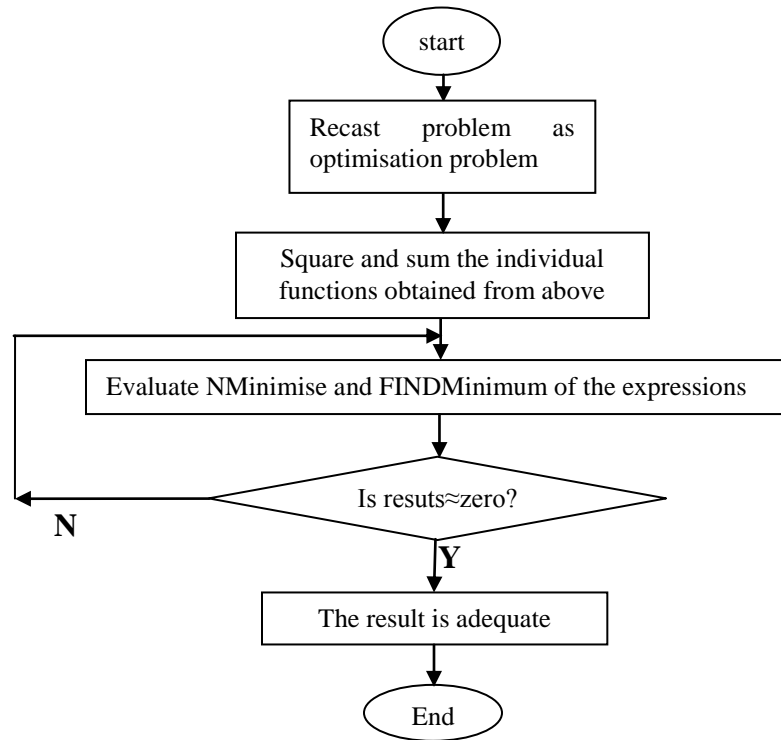 start
Recast problem as
optimisation problem
Square and sum the individual
functions obtained from above
Evaluate NMinimise and FINDMinimum of the expressions
Is resuts≈zero?
N
Y
The result is adequate
End